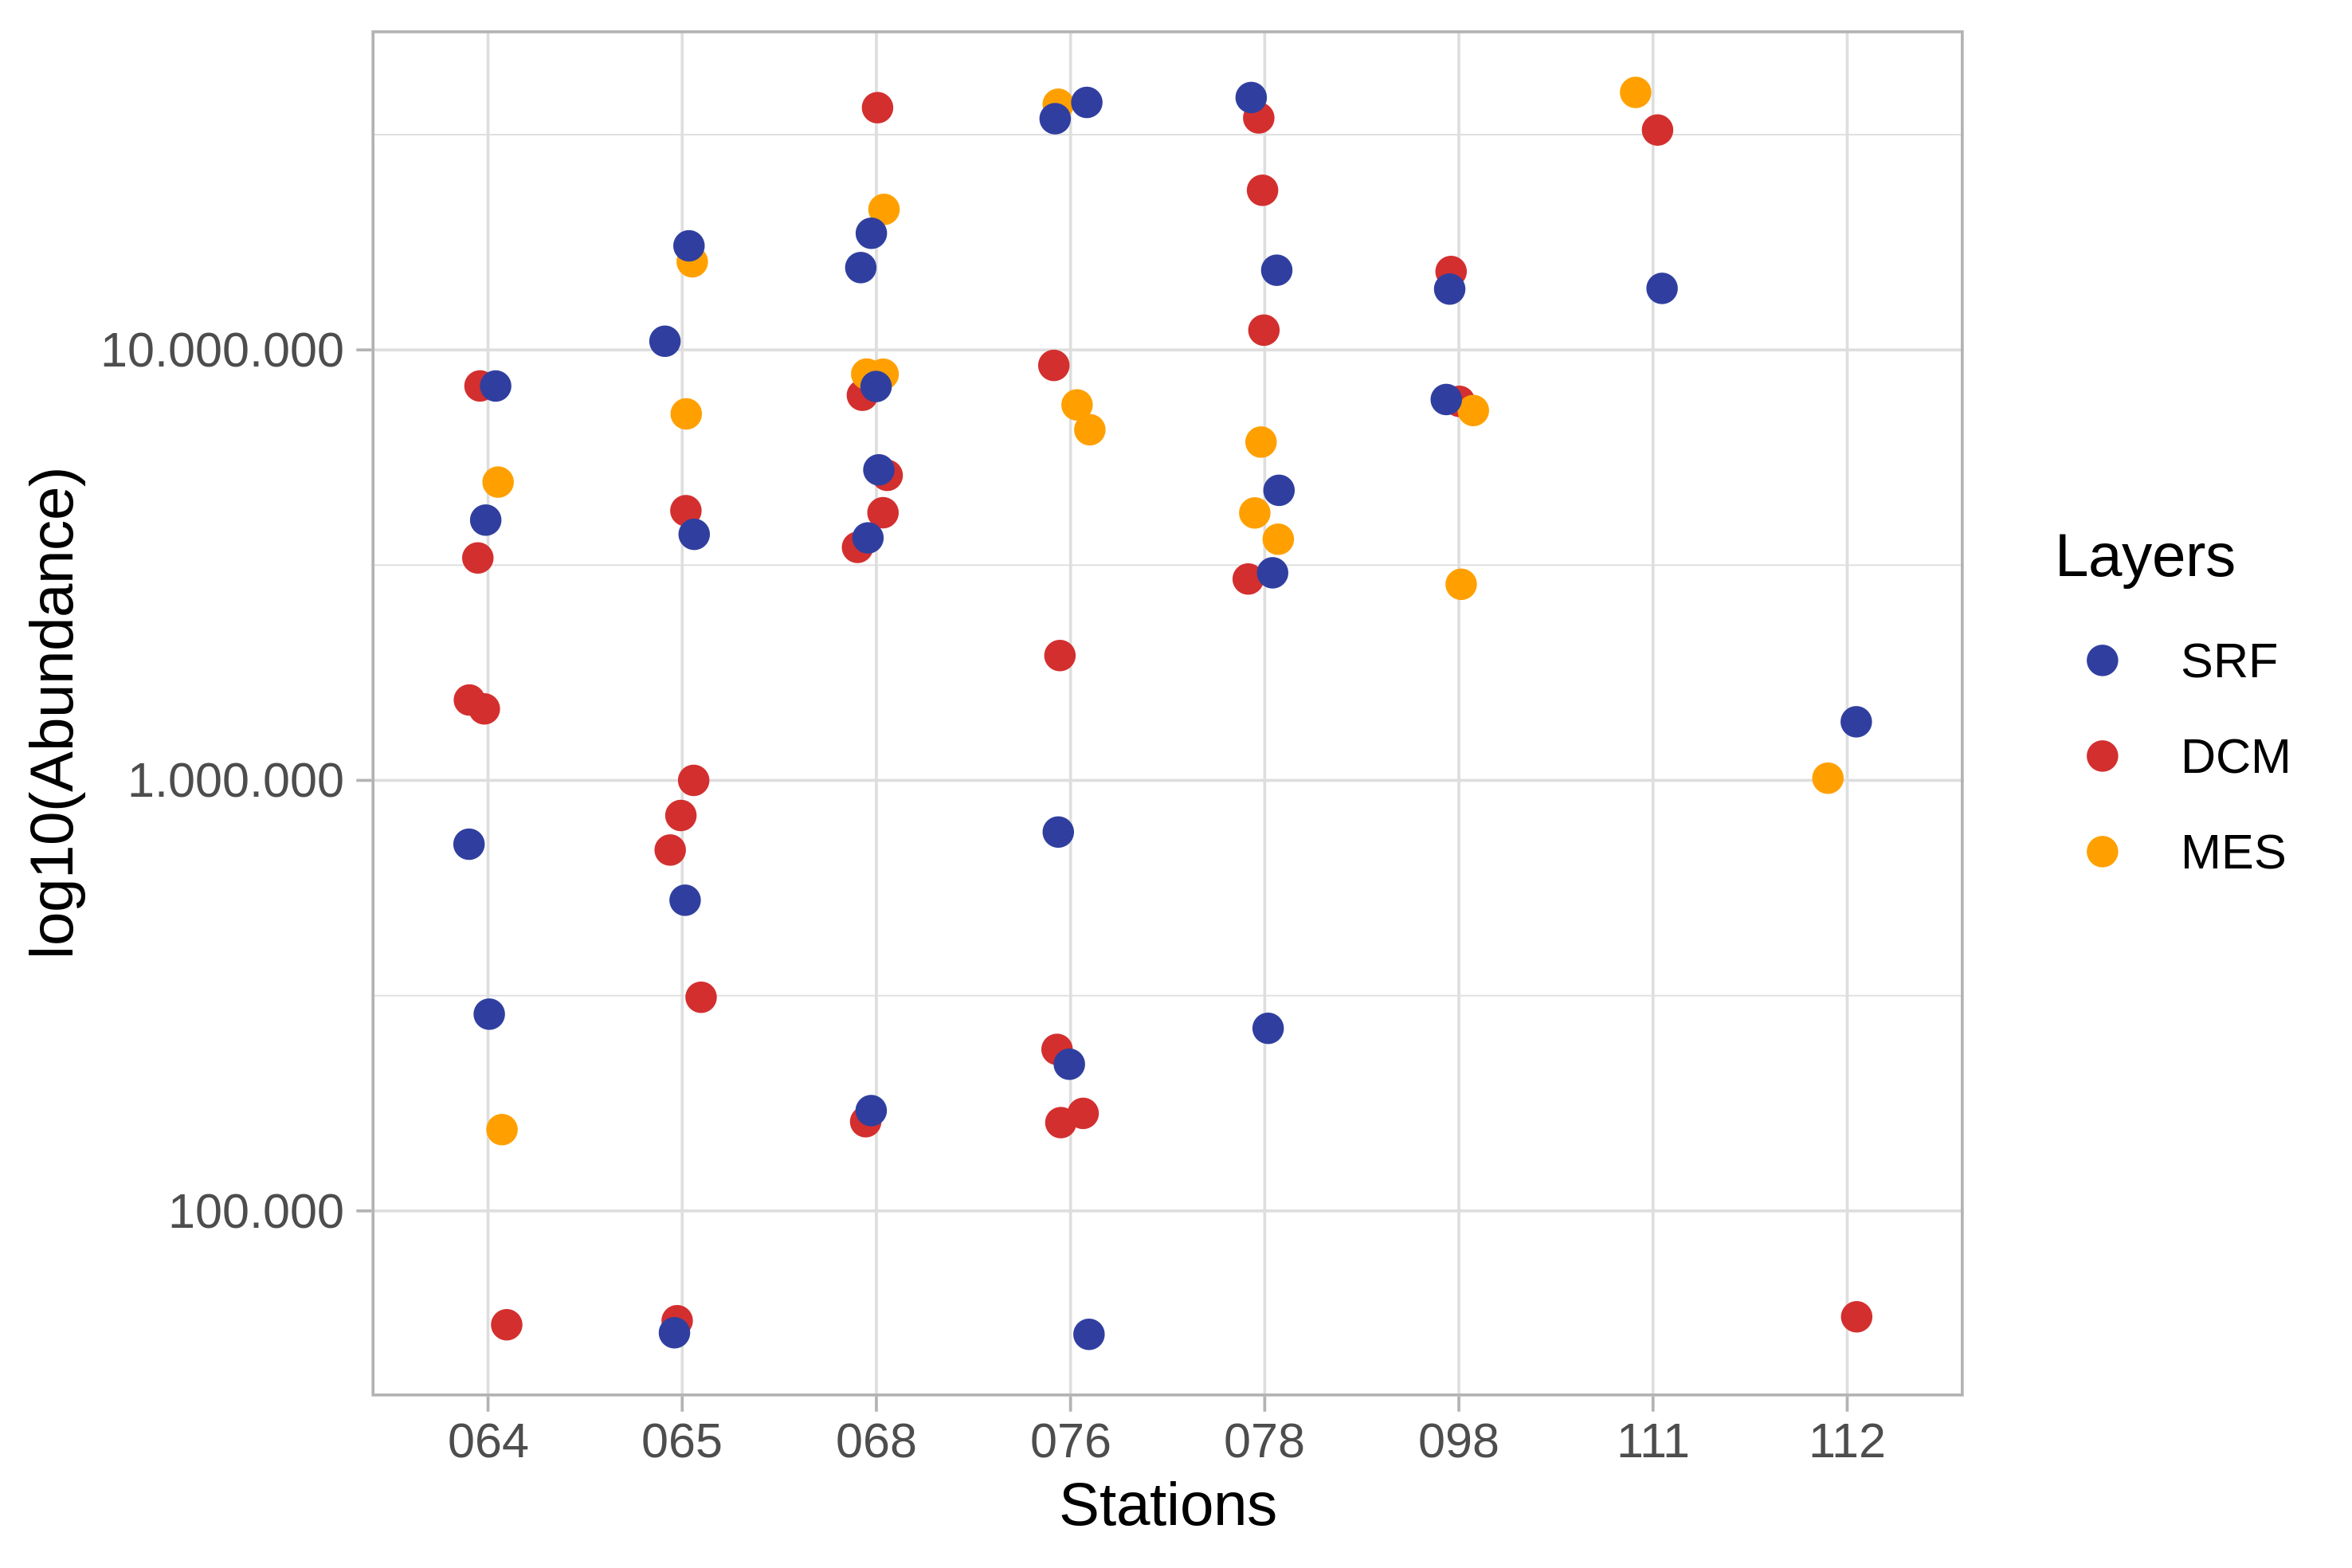 log10(Abundance)
10.000.000
1.000.000
100.000
064 065 068 076 078 098 111 112
Stations
Layers
SRF
DCM
MES